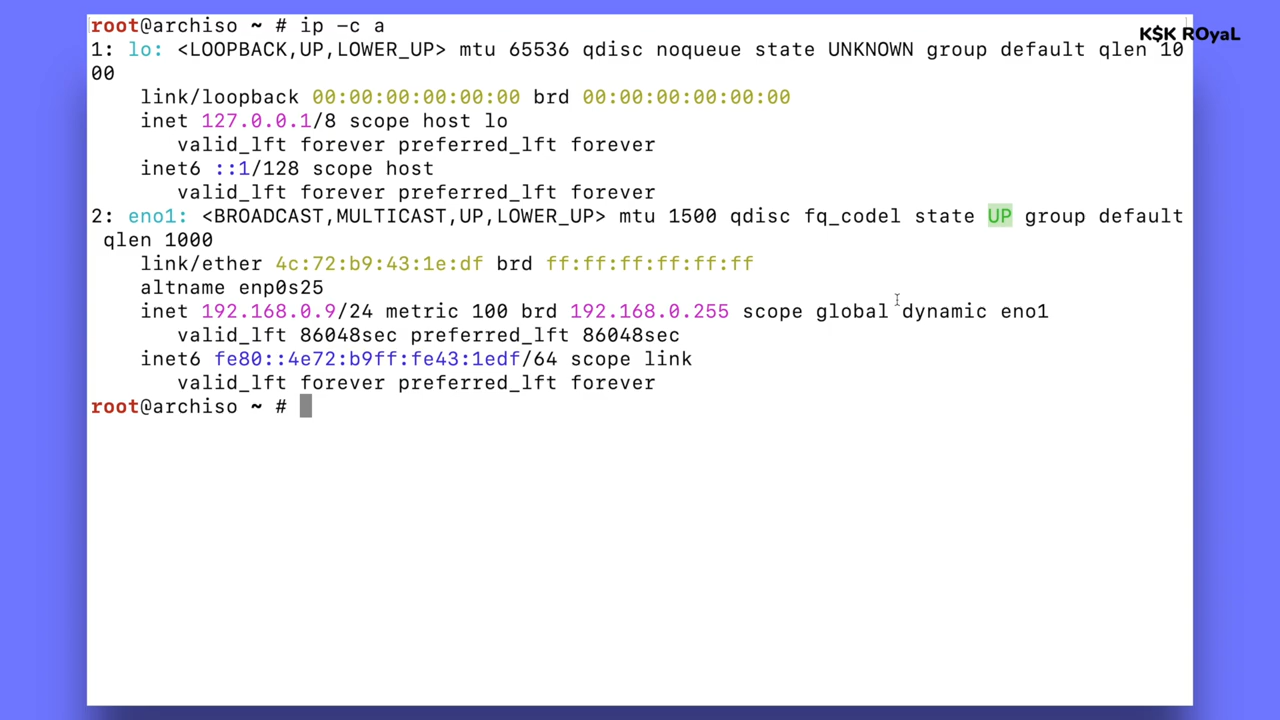 root@archiso ~ # ip -c a
K$K ROyaL
1: lo: <LOOPBACK,UP,LOWER_UP> mtu 65536 qdisc noqueue state UNKNOWN group default qlen 10
00
link/loopback 00:00:00:00:00:00 brd 00:00:00:00:00:00
inet 127.0.0.1/8 scope host lo
valid_lft forever preferred_lft forever
inet6 ::1/128 scope host
valid_lft forever preferred_lft forever
2: eno1: <BROADCAST,MULTICAST,UP,LOWER_UP> mtu 1500 qdisc fq_codel state UP group default
qlen 1000
link/ether 4c:72:b9:43:1e:df brd ff:ff:ff:ff:ff:ff
altname enp0s25
inet 192.168.0.9/24 metric 100 brd 192.168.0.255 scope global dynamic eno1
valid_lft 86048sec preferred_lft 86048sec
inet6 fe80::4e72:b9ff:fe43:1edf/64 scope link
valid_lft forever preferred_lft forever
root@archiso ~ #